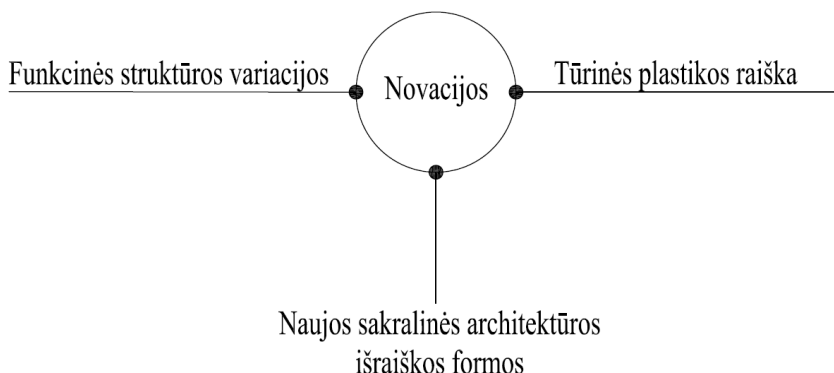 Funkcinės struktūros variacijos
Novacijos
Tūrinės plastikos raiška
Naujos sakralinės architektūros
išraiškos formos